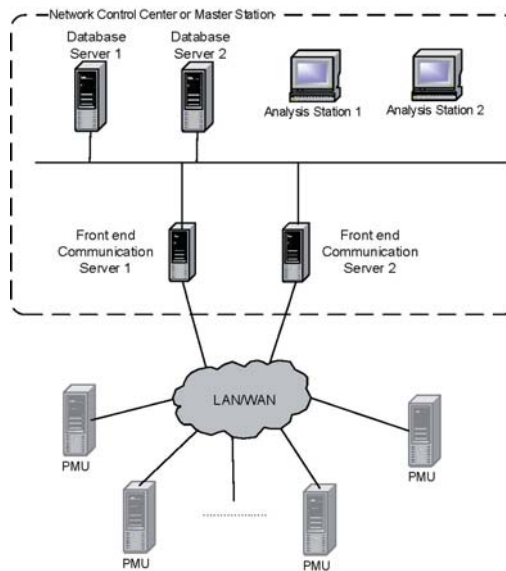 Network Control Center or Master Station
Database
Server 1
Database
Server 2
Analysis Station 1
Analysis Station 2
Front end
Communication
Server 1
Front end
Communication
Server 2
LAN/WAN
PMU
PMU
PMU
PMU